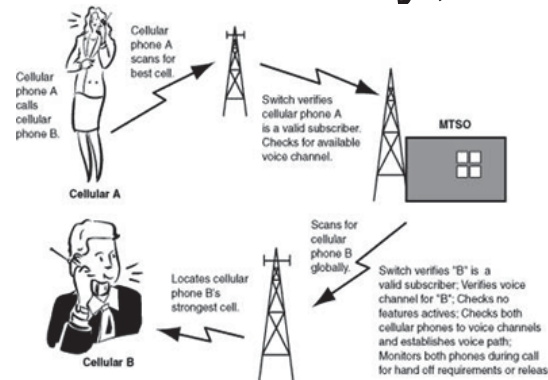 Cellular
phone A
calls
cellular
phone B.
Cellular A
Cellular
phone A
scans for
best cell.
Switch verifies
cellular phone A
is a valid subscriber.
Checks for available
voice channel.
MTSO
Scans for
cellular
phone B
globally.
Switch verifies "B" is a
valid subscriber; Verifies voice
channel for "B"; Checks no
features actives; Checks both
cellular phones to voice channels
and establishes voice path;
Monitors both phones during call
for hand off requirements or releas
Locates cellular
phone B's
strongest cell.
Cellular B